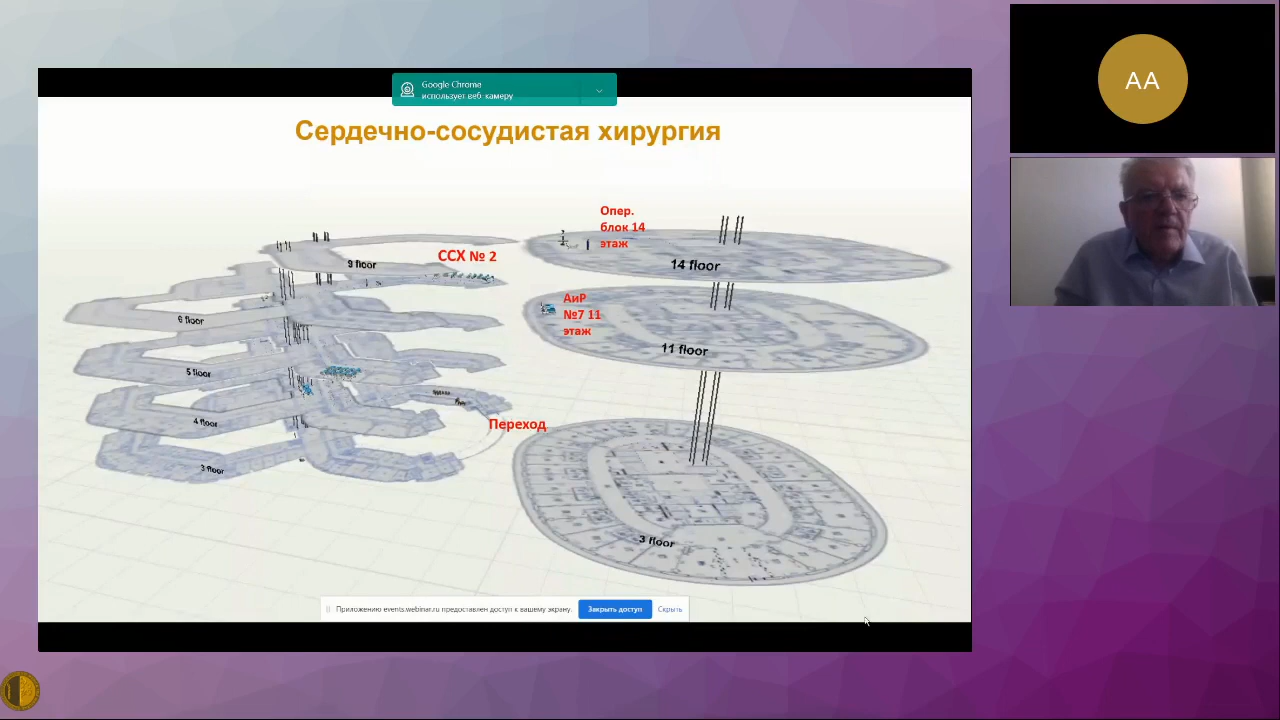 Google Chrome
использует веб-камеру
AA
Сердечно-сосудистая хирургия
Опер.
блок 14
этаж
ССХ № 2
9 floor
14 floor
АиР
№7 11
этаж
6 floor
11 floor
5 floor
4 floor
Переход
3 floor
3 floor
Приложению events.webinar.ru предоставлен доступ к вашему экрану.
Закрыть доступ
Скрыть